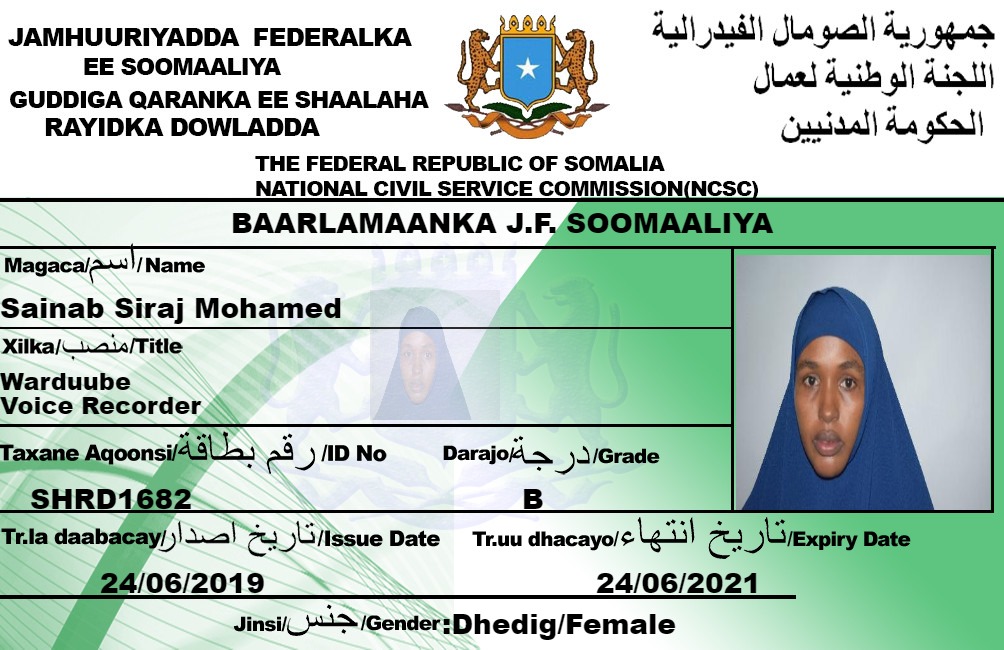 JAMHUURIYADDA FEDERALKA
EE SOOMAALIYA
GUDDIGA QARANKA EE SHAALAHA
RAYIDKA DOWLADDA
جمهورية الصومال الفيدرالية
اللجنة الوطنية لعمال
الحكومة المدنيين
THE FEDERAL REPUBLIC OF SOMALIA
NATIONAL CIVIL SERVICE COMMISSION(NCSC)
BAARLAMAANKA J.F. SOOMAALIYA
Magaca/اسم/Name
Sainab Siraj Mohamed
Xilka/منصب/Title
Warduube
Voice Recorder
Taxane Aqoonsi/رقم بطاقة/ID No
Darajo/درجة/Grade
SHRD1682
B
Tr.la daabacay/تاريخ اصدار/Issue Date
Tr.uu dhacayo/تاريخ انتهاء/Expiry Date
24/06/2019
24/06/2021
Jinsi/جنس/Gender:Dhedig/Female